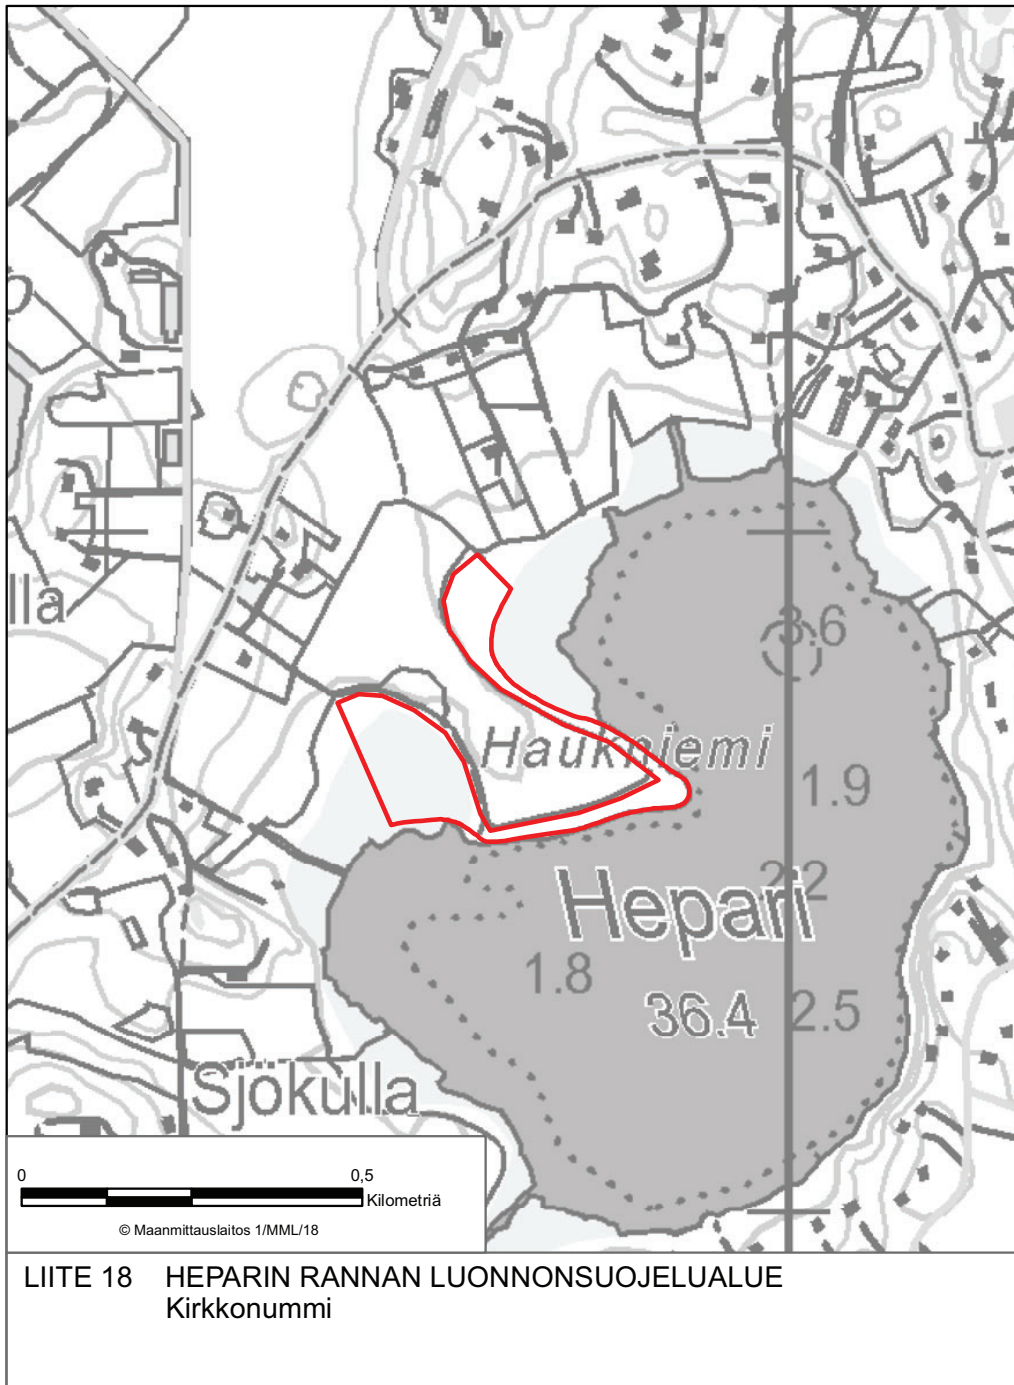 3.6
lla
Haukniemi
1.9
2.2
Hepari
1.8
36.4
2.5
Sjökulla
0 0,5
Kilometriä
© Maanmittauslaitos 1/MML/18
LIITE 18 HEPARIN RANNAN LUONNONSUOJELUALUE
Kirkkonummi